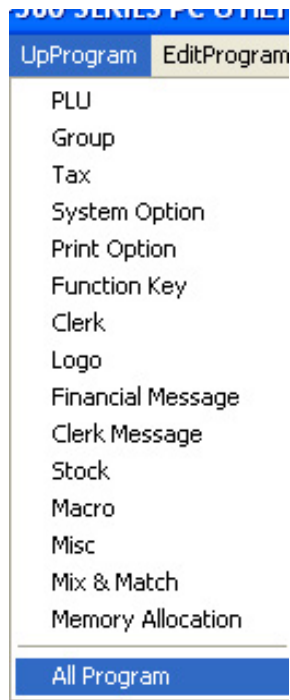 UpProgram EditProgram
PLU
Group
Tax
System Option
Print Option
Function Key
Clerk
Logo
Financial Message
Clerk Message
Stock
Macro
Misc
Mix & Match
Memory Allocation
All Program